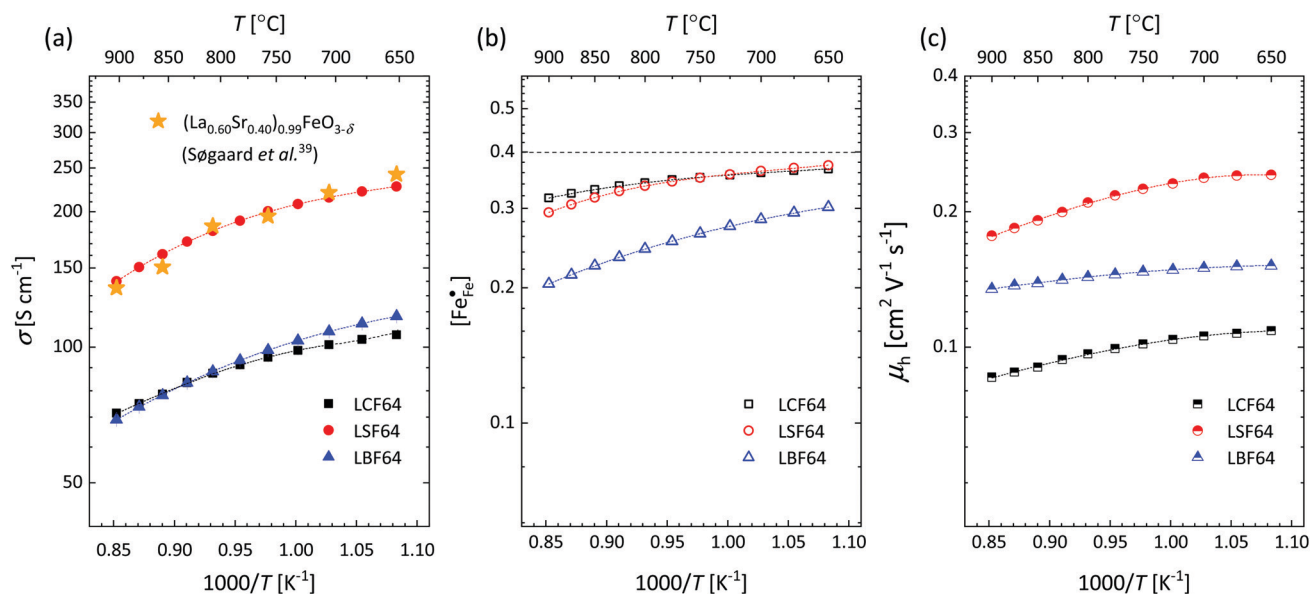 (a)
T [°C]
900 850 800 750 700 650
350
300
250
200
150
100
50
σ [S cm⁻¹]
(La₀.₆₀Sr₀.₄₀)₀.₉₉FeO₃₋δ
(Søgaard et al.³⁹)
LCF64
LSF64
LBF64
0.85 0.90 0.95 1.00 1.05 1.10
1000/T [K⁻¹]
(b)
T [°C]
900 850 800 750 700 650
0.5
0.4
0.3
0.2
0.1
[Fe•Fe]
LCF64
LSF64
LBF64
0.85 0.90 0.95 1.00 1.05 1.10
1000/T [K⁻¹]
(c)
T [°C]
900 850 800 750 700 650
0.4
0.3
0.2
0.1
μh [cm² V⁻¹ s⁻¹]
LCF64
LSF64
LBF64
0.85 0.90 0.95 1.00 1.05 1.10
1000/T [K⁻¹]